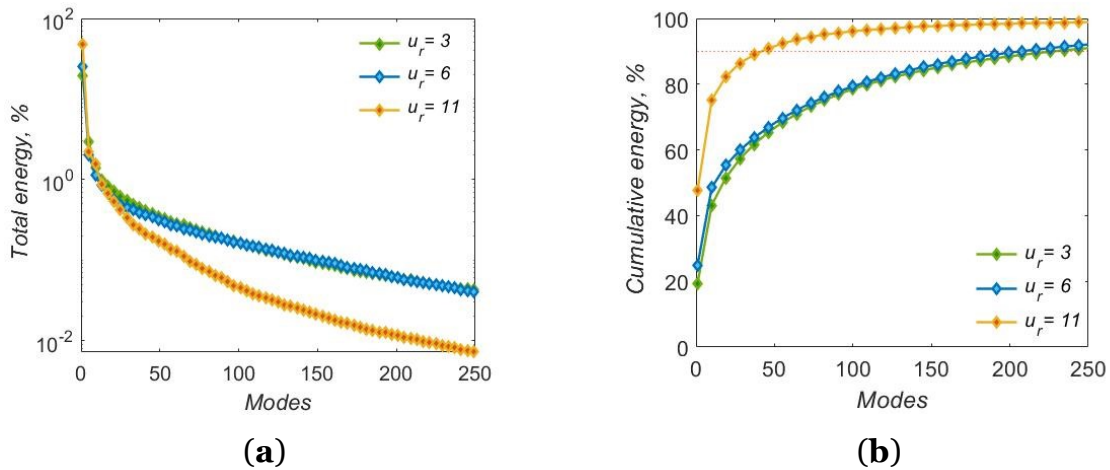 10^2
10^0
10^-2
Total energy, %
0 50 100 150 200 250
Modes
u_r = 3
u_r = 6
u_r = 11
(a)
100
80
60
40
20
0
Cumulative energy, %
0 50 100 150 200 250
Modes
u_r = 3
u_r = 6
u_r = 11
(b)